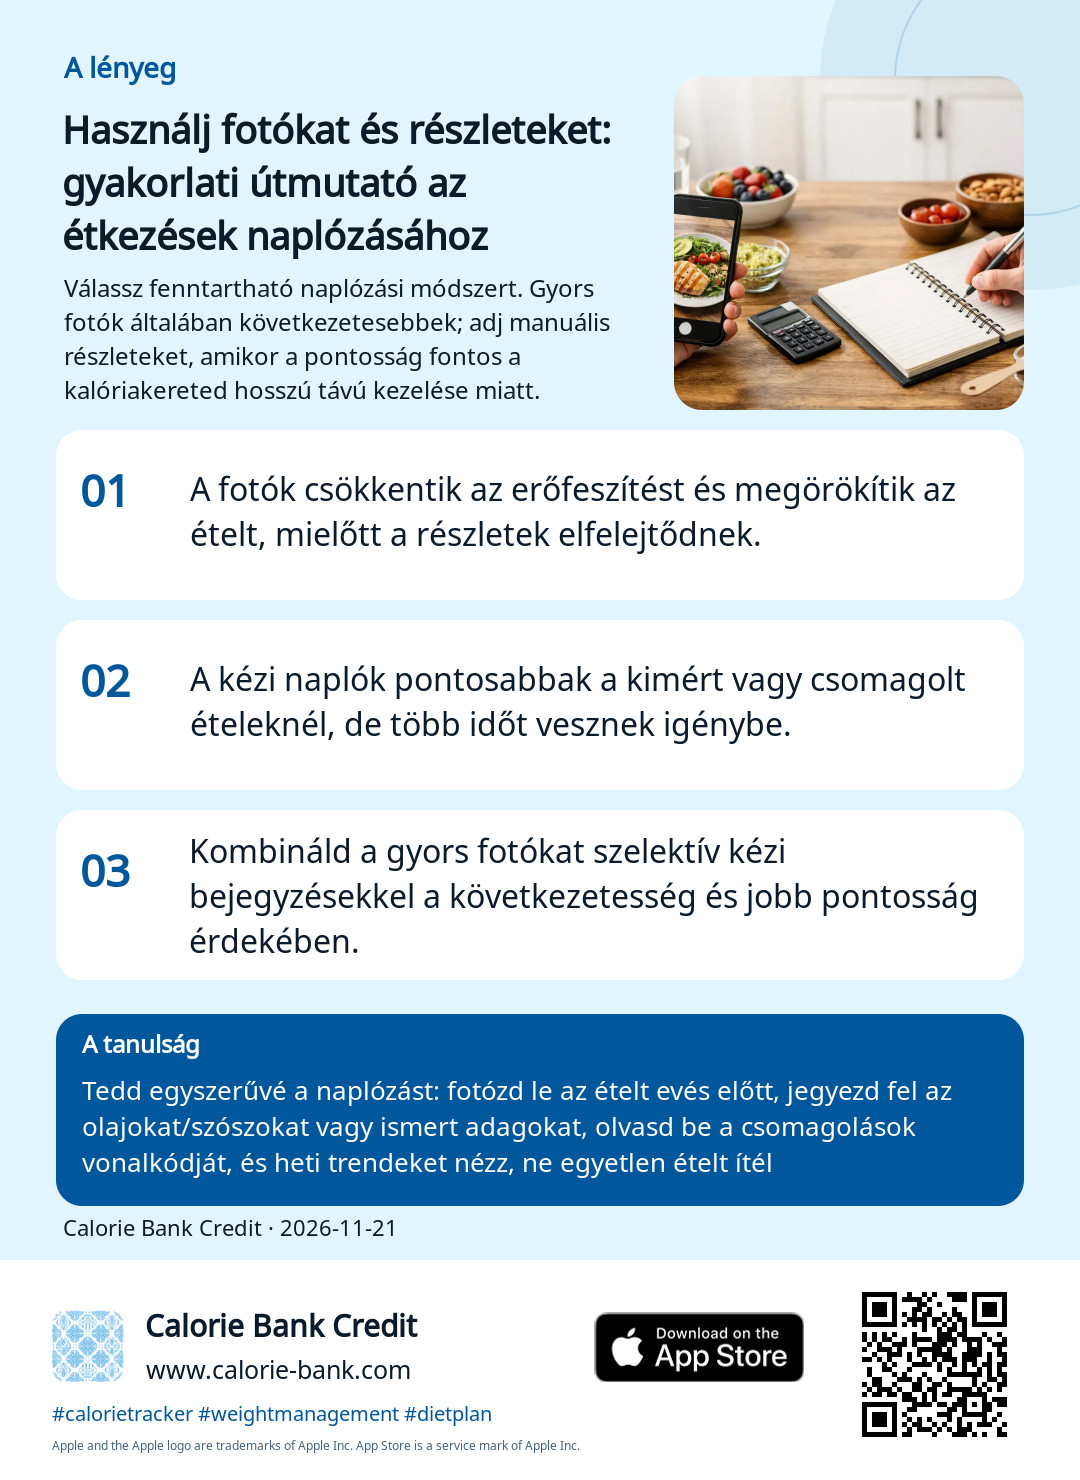 A lényeg
Használj fotókat és részleteket:
gyakorlati útmutató az
étkezések naplózásához
Válassz fenntartható naplózási módszert. Gyors
fotók általában következetesebbek; adj manuális
részleteket, amikor a pontosság fontos a
kalóriakereted hosszú távú kezelése miatt.
01
A fotók csökkentik az erőfeszítést és megörökítik az
ételt, mielőtt a részletek elfelejtődnek.
02
A kézi naplók pontosabbak a kimért vagy csomagolt
ételeknél, de több időt vesznek igénybe.
03
Kombináld a gyors fotókat szelektív kézi
bejegyzésekkel a következetesség és jobb pontosság
érdekében.
A tanulság
Tedd egyszerűvé a naplózást: fotózd le az ételt evés előtt, jegyezd fel az
olajokat/szószokat vagy ismert adagokat, olvasd be a csomagolások
vonalkódját, és heti trendeket nézz, ne egyetlen ételt ítél
Calorie Bank Credit · 2026-11-21
Calorie Bank Credit
www.calorie-bank.com
Download on the
App Store
#calorietracker #weightmanagement #dietplan
Apple and the Apple logo are trademarks of Apple Inc. App Store is a service mark of Apple Inc.